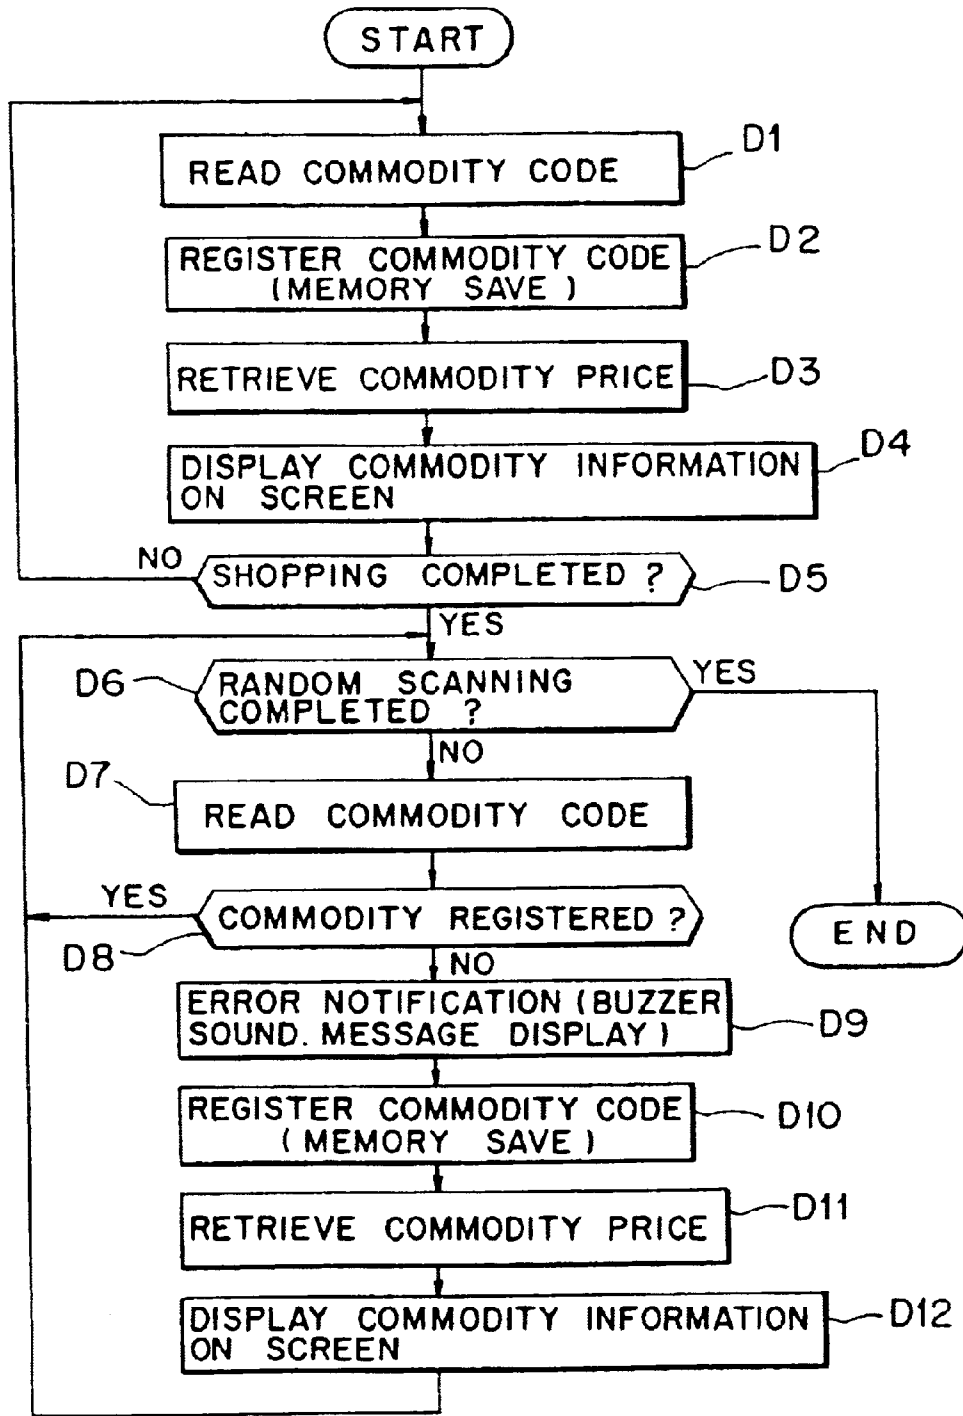 START
D1
READ COMMODITY CODE
D2
REGISTER COMMODITY CODE
(MEMORY SAVE)
RETRIEVE COMMODITY PRICE
D3
D4
DISPLAY COMMODITY INFORMATION
ON SCREEN
NO
SHOPPING COMPLETED ?
D5
YES
D6
RANDOM SCANNING
COMPLETED ?
YES
NO
D7
READ COMMODITY CODE
YES
COMMODITY REGISTERED ?
D8
END
NO
ERROR NOTIFICATION (BUZZER
SOUND. MESSAGE DISPLAY)
D9
REGISTER COMMODITY CODE
(MEMORY SAVE)
D10
RETRIEVE COMMODITY PRICE
D11
DISPLAY COMMODITY INFORMATION
ON SCREEN
D12